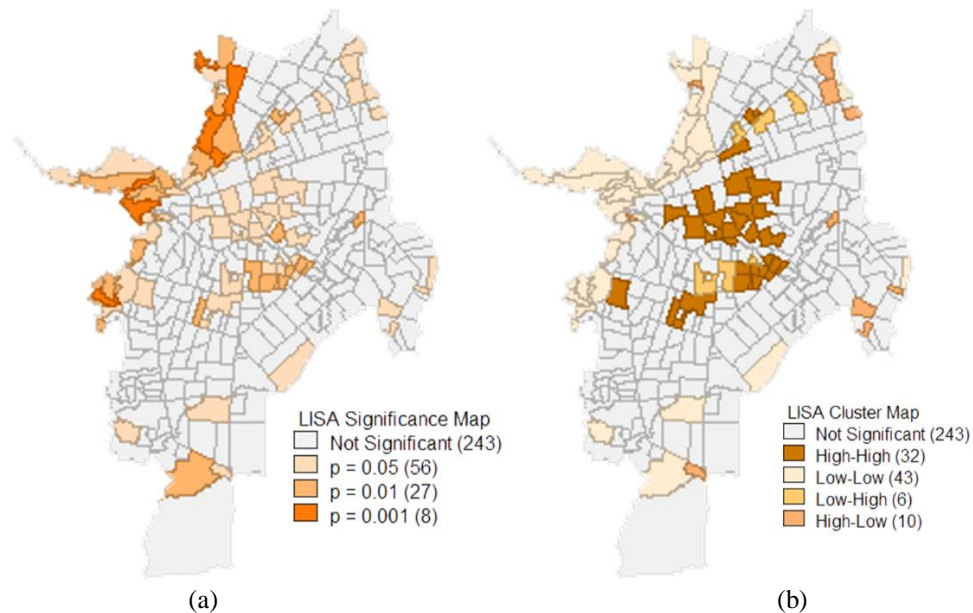 LISA Significance Map
Not Significant (243)
p = 0.05 (56)
p = 0.01 (27)
p = 0.001 (8)
LISA Cluster Map
Not Significant (243)
High-High (32)
Low-Low (43)
Low-High (6)
High-Low (10)
(a)
(b)